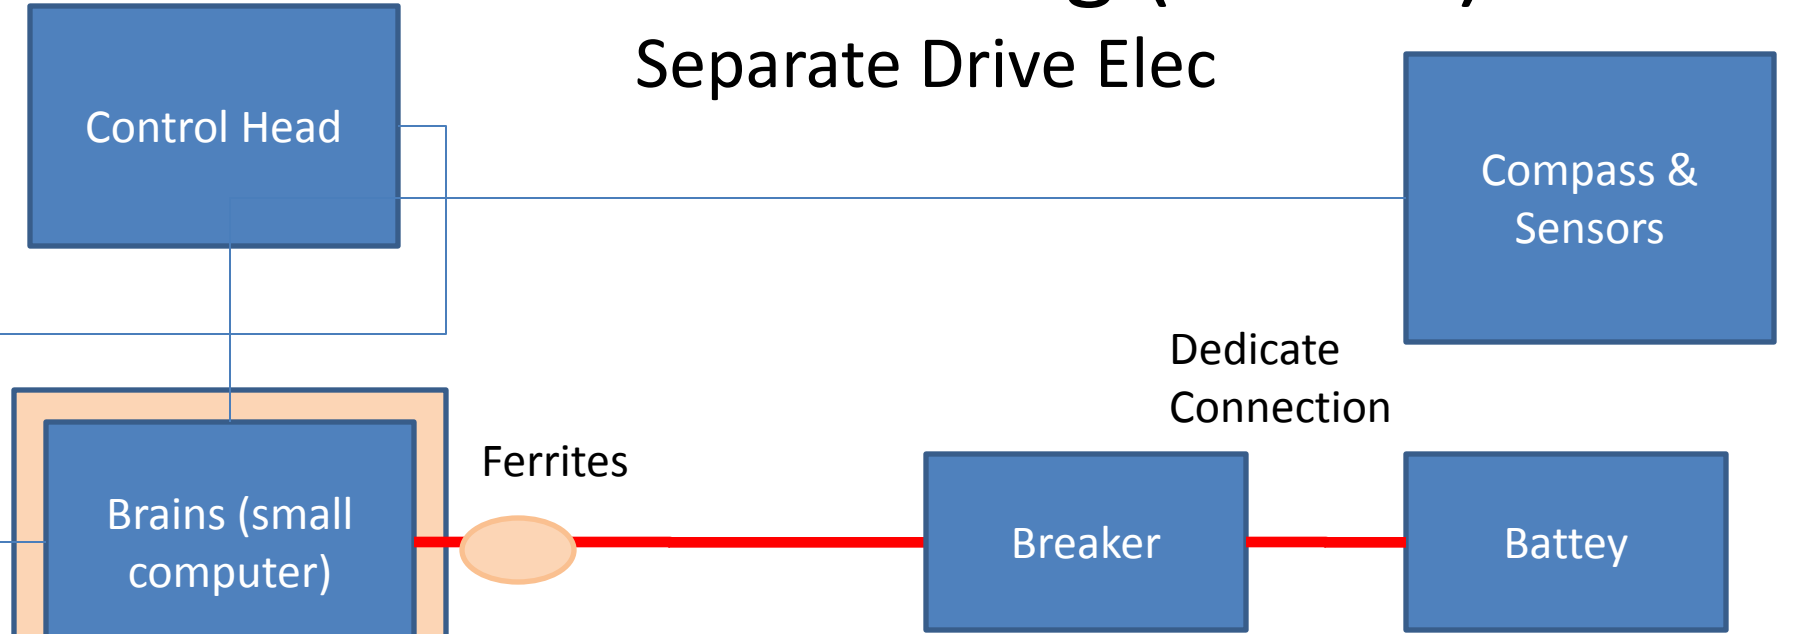 Separate Drive Elec
Control Head
Compass &
Sensors
Dedicate
Connection
Ferrites
Brains (small
computer)
Breaker
Battey